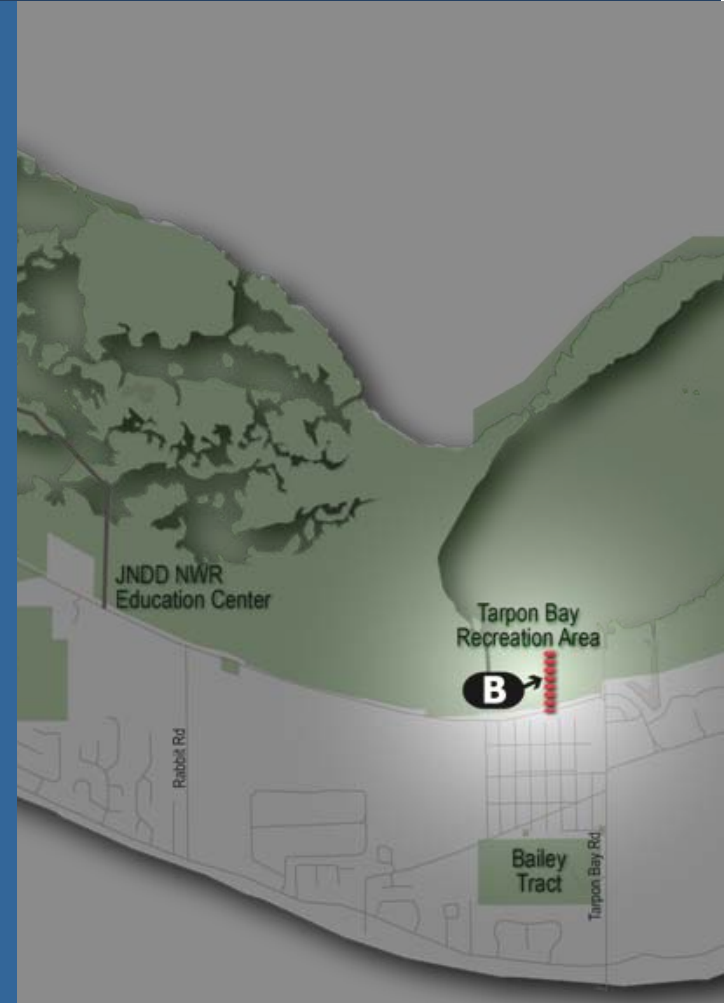 JNDD NWR
Education Center
Tarpon Bay
Recreation Area
B
Rabbit Rd
Bailey
Tract
Tarpon Bay Rd